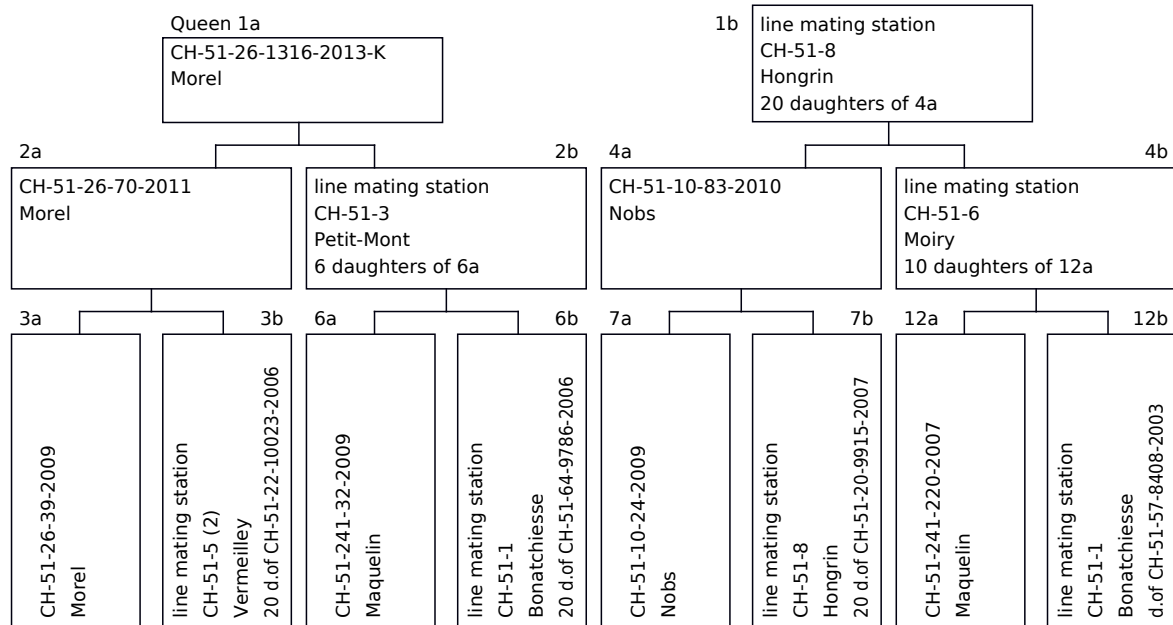 Queen 1a
CH-51-26-1316-2013-K
Morel
1b
line mating station
CH-51-8
Hongrin
20 daughters of 4a
2a
CH-51-26-70-2011
Morel
2b
line mating station
CH-51-3
Petit-Mont
6 daughters of 6a
4a
CH-51-10-83-2010
Nobs
4b
line mating station
CH-51-6
Moiry
10 daughters of 12a
3a
CH-51-26-39-2009
Morel
3b
line mating station
CH-51-5 (2)
Vermeilley
20 d.of CH-51-22-10023-2006
6a
CH-51-241-32-2009
Maquelin
6b
line mating station
CH-51-1
Bonatchiesse
20 d.of CH-51-64-9786-2006
7a
CH-51-10-24-2009
Nobs
7b
line mating station
CH-51-8
Hongrin
20 d.of CH-51-20-9915-2007
12a
CH-51-241-220-2007
Maquelin
12b
line mating station
CH-51-1
Bonatchiesse
d.of CH-51-57-8408-2003